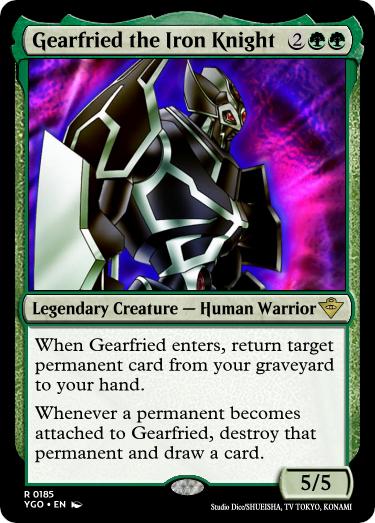 Gearfried the Iron Knight 2
Legendary Creature — Human Warrior
When Gearfried enters, return target
permanent card from your graveyard
to your hand.
Whenever a permanent becomes
attached to Gearfried, destroy that
permanent and draw a card.
5/5
R 0185
YGO • EN
Studio Dice/SHUEISHA, TV TOKYO, KONAMI